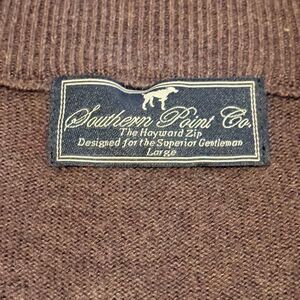 Southern Point Co.
The Hayward Zip
Designed for the Superior Gentleman
Large